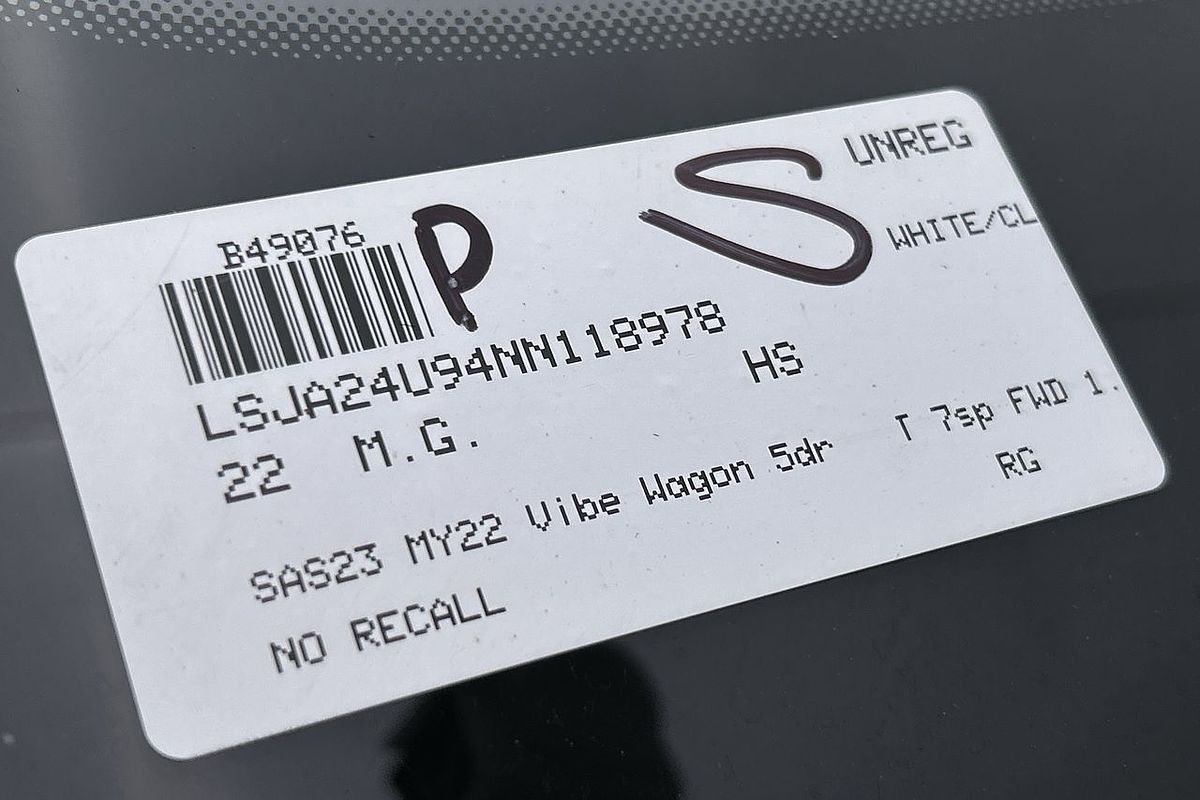 UNREG
B49076 P S WHITE/CL
LSJA24U94NN118978
22 M.G. HS
SAS23 MY22 Vibe Wagon 5dr T 7sp FWD 1.
RG
NO RECALL